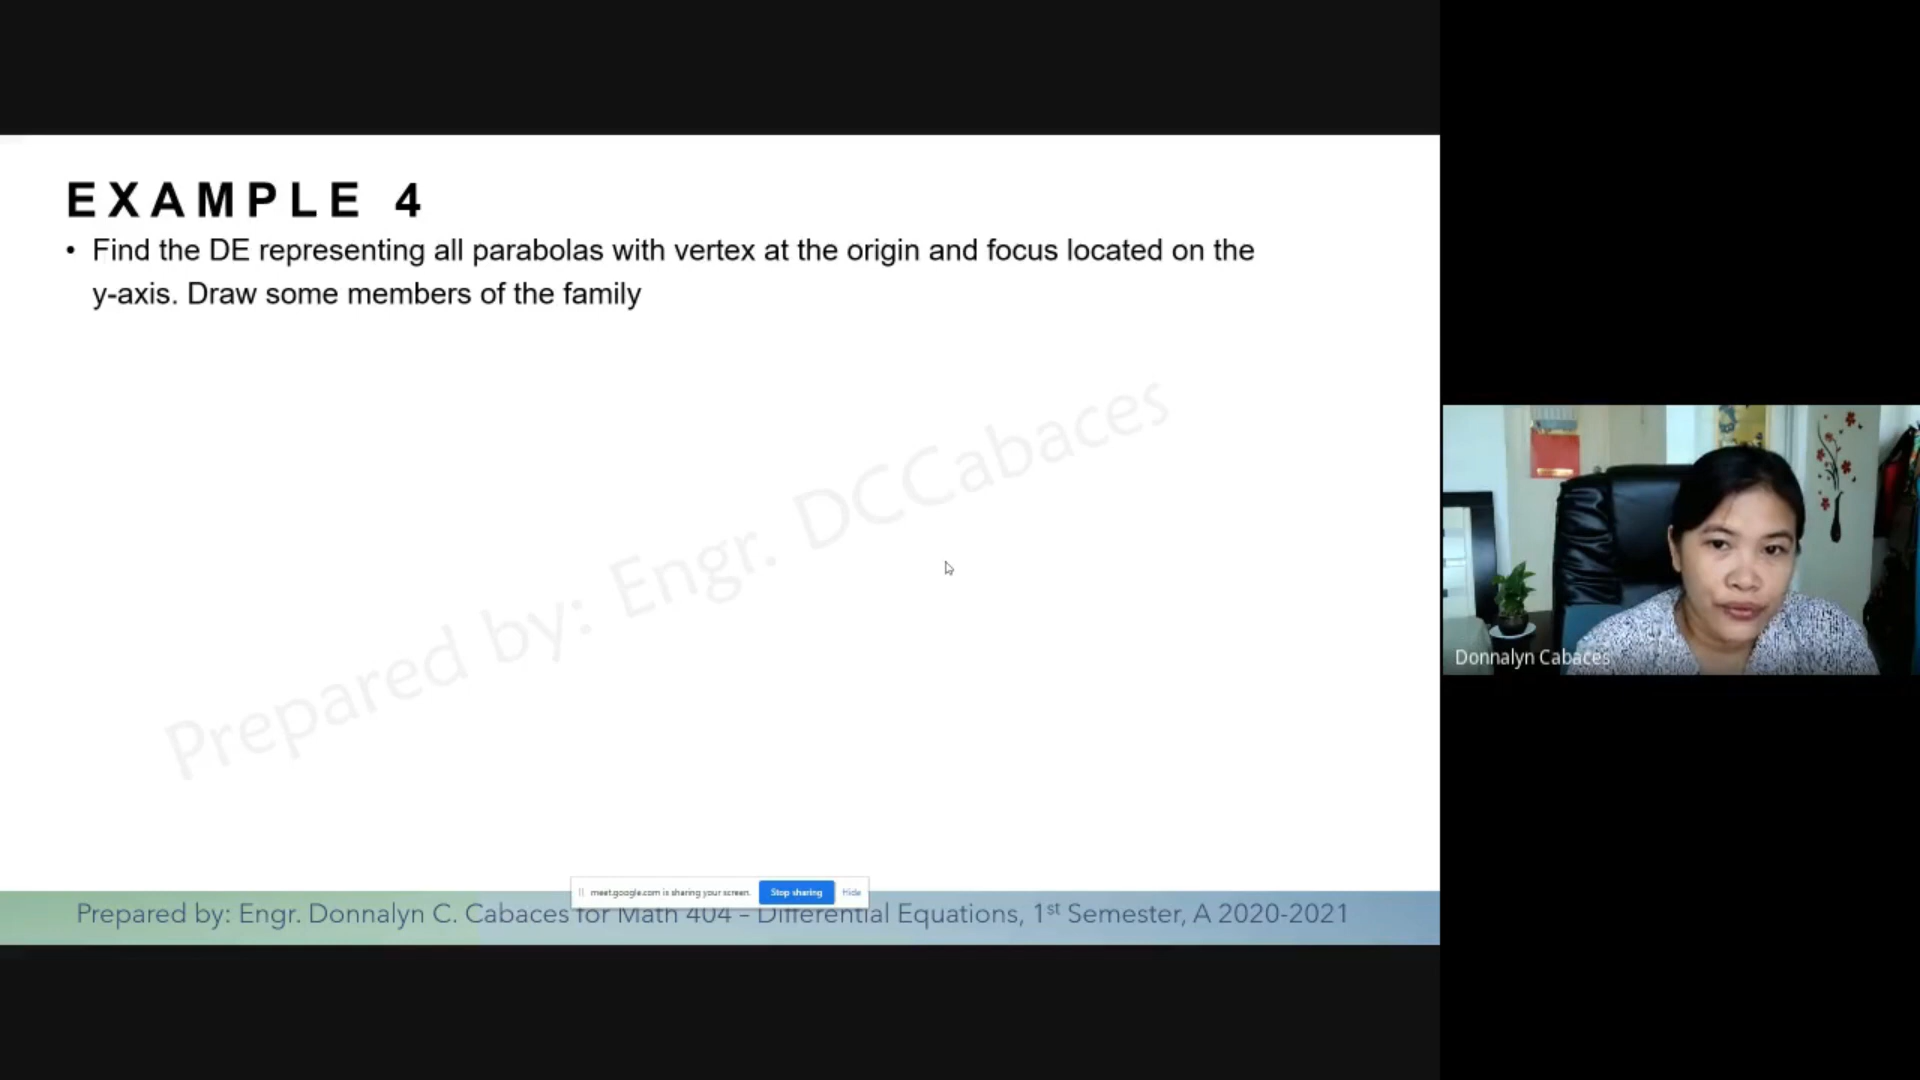 EXAMPLE 4
• Find the DE representing all parabolas with vertex at the origin and focus located on the
y-axis. Draw some members of the family
Prepared by: Engr. DCCabaces
Donnalyn Cabaces
meet.google.com is sharing your screen. Stop sharing Hide
Prepared by: Engr. Donnalyn C. Cabaces for Math 404 – Differential Equations, 1st Semester, A 2020-2021